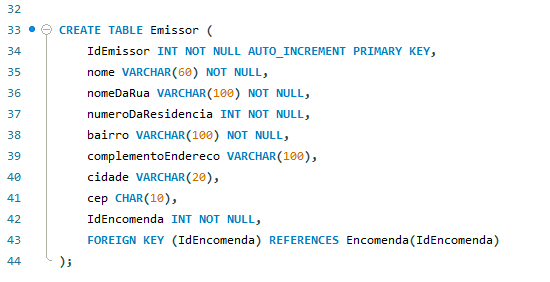 32
33 CREATE TABLE Emissor (
34 IdEmissor INT NOT NULL AUTO_INCREMENT PRIMARY KEY,
35 nome VARCHAR(60) NOT NULL,
36 nomeDaRua VARCHAR(100) NOT NULL,
37 numeroDaResidencia INT NOT NULL,
38 bairro VARCHAR(100) NOT NULL,
39 complementoEndereco VARCHAR(100),
40 cidade VARCHAR(20),
41 cep CHAR(10),
42 IdEncomenda INT NOT NULL,
43 FOREIGN KEY (IdEncomenda) REFERENCES Encomenda(IdEncomenda)
44 );